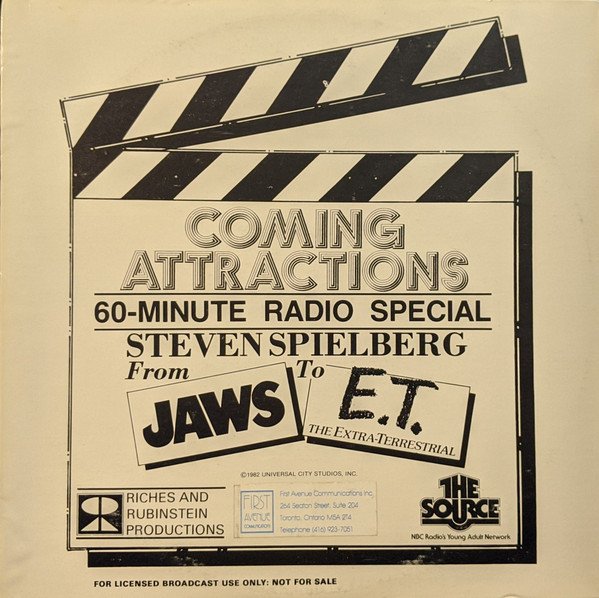 COMING
ATTRACTIONS
60-MINUTE RADIO SPECIAL
STEVEN SPIELBERG
From
JAWS
To
E.T.
THE EXTRA-TERRESTRIAL
©1982 UNIVERSAL CITY STUDIOS, INC.
RICHES AND
RUBINSTEIN
PRODUCTIONS
FIRST
AVENUE
COMMUNICATIONS
First Avenue Communications Inc.
264 Seaton Street, Suite 204
Toronto, Ontario M5A 2T4
Telephone (416) 923-7051
THE
SOURCE
NBC Radio's Young Adult Network
FOR LICENSED BROADCAST USE ONLY: NOT FOR SALE